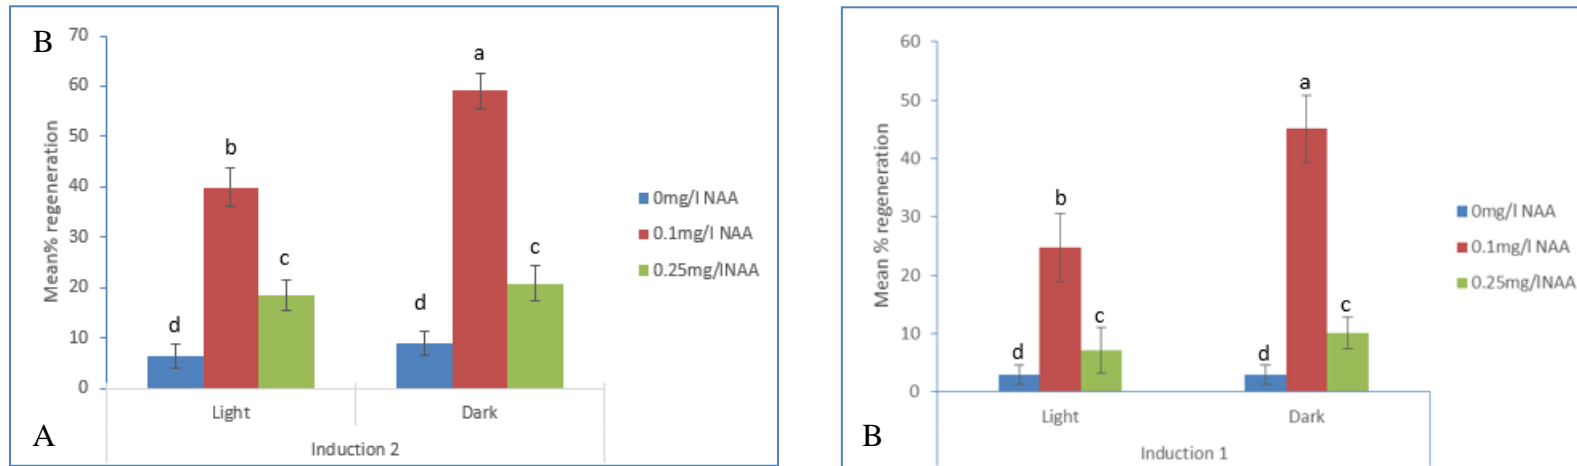 B
70
60
50
40
30
20
10
0
Mean% regeneration
d
b
c
d
a
c
Light
Dark
Induction 2
0mg/l NAA
0.1mg/l NAA
0.25mg/lNAA
A
60
50
40
30
20
10
0
Mean % regeneration
d
b
c
d
a
c
Light
Dark
Induction 1
0mg/l NAA
0.1mg/l NAA
0.25mg/lNAA
B